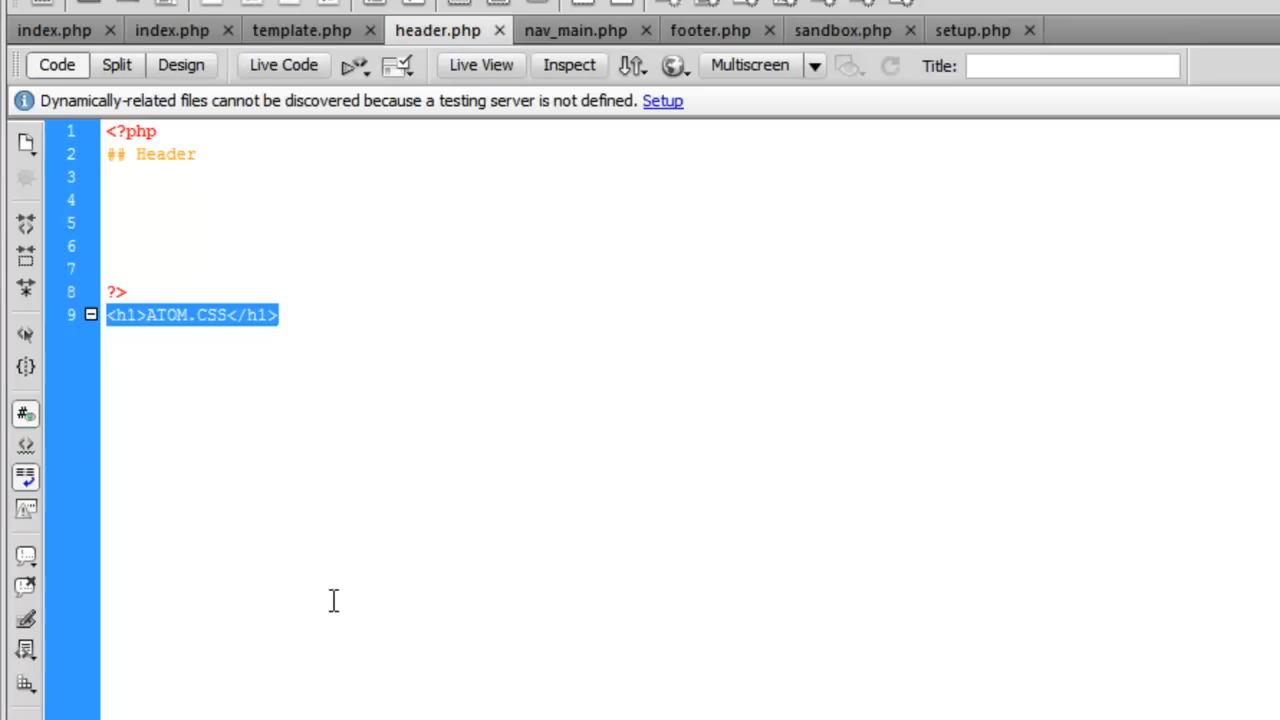 index.php index.php template.php header.php nav_main.php footer.php sandbox.php setup.php
Code Split Design Live Code Live View Inspect Multiscreen Title:
Dynamically-related files cannot be discovered because a testing server is not defined. Setup
1 <?php
2 ## Header
3
4
5
6
7
8 ?>
9 <h1>ATOM.CSS</h1>